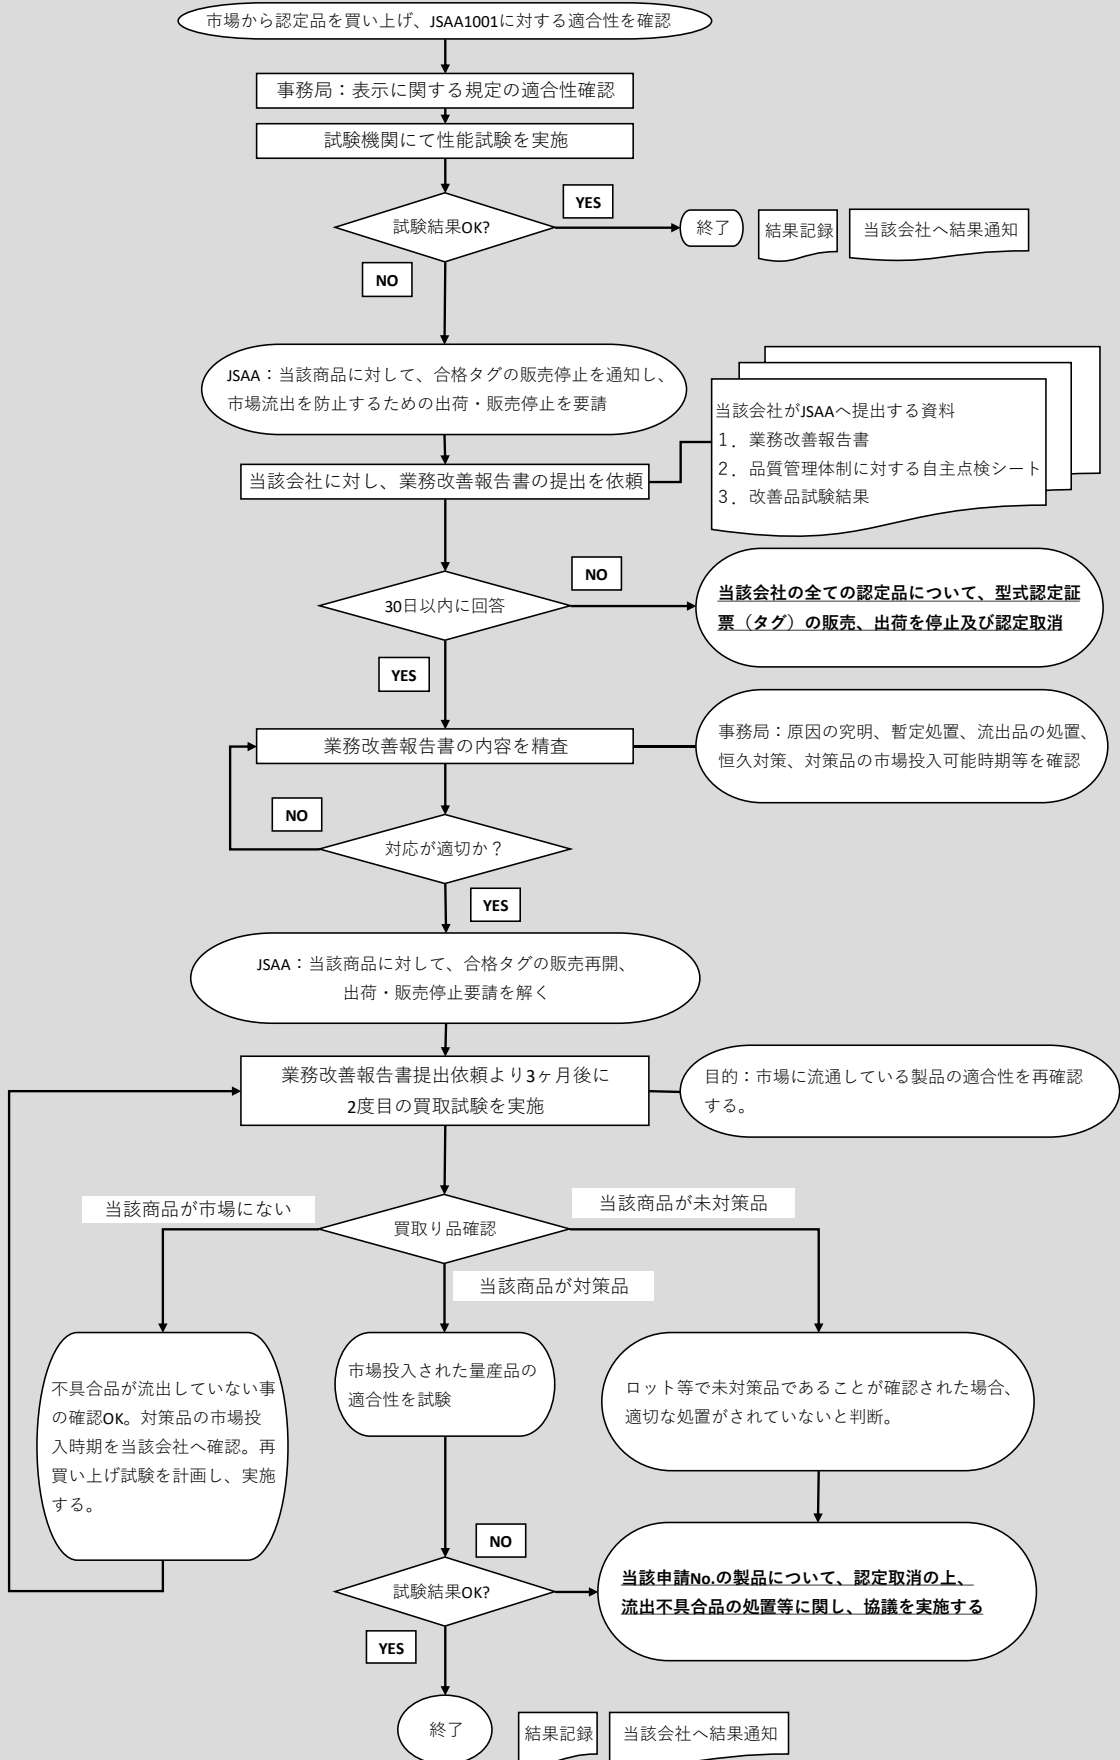 市場から認定品を買い上げ、JSAA1001に対する適合性を確認
事務局：表示に関する規定の適合性確認
試験機関にて性能試験を実施
試験結果OK?
YES
終了
結果記録
当該会社へ結果通知
NO
JSAA：当該商品に対して、合格タグの販売停止を通知し、
市場流出を防止するための出荷・販売停止を要請
当該会社がJSAAへ提出する資料
１．業務改善報告書
２．品質管理体制に対する自主点検シート
３．改善品試験結果
当該会社に対し、業務改善報告書の提出を依頼
30日以内に回答
NO
当該会社の全ての認定品について、型式認定証
票（タグ）の販売、出荷を停止及び認定取消
YES
業務改善報告書の内容を精査
事務局：原因の究明、暫定処置、流出品の処置、
恒久対策、対策品の市場投入可能時期等を確認
NO
対応が適切か？
YES
JSAA：当該商品に対して、合格タグの販売再開、
出荷・販売停止要請を解く
業務改善報告書提出依頼より3ヶ月後に
2度目の買取試験を実施
目的：市場に流通している製品の適合性を再確認
する。
当該商品が市場にない
買取り品確認
当該商品が未対策品
当該商品が対策品
不具合品が流出していない事
の確認OK。対策品の市場投
入時期を当該会社へ確認。再
買い上げ試験を計画し、実施
する。
市場投入された量産品の
適合性を試験
ロット等で未対策品であることが確認された場合、
適切な処置がされていないと判断。
NO
試験結果OK?
当該申請No.の製品について、認定取消の上、
流出不具合品の処置等に関し、協議を実施する
YES
終了
結果記録
当該会社へ結果通知